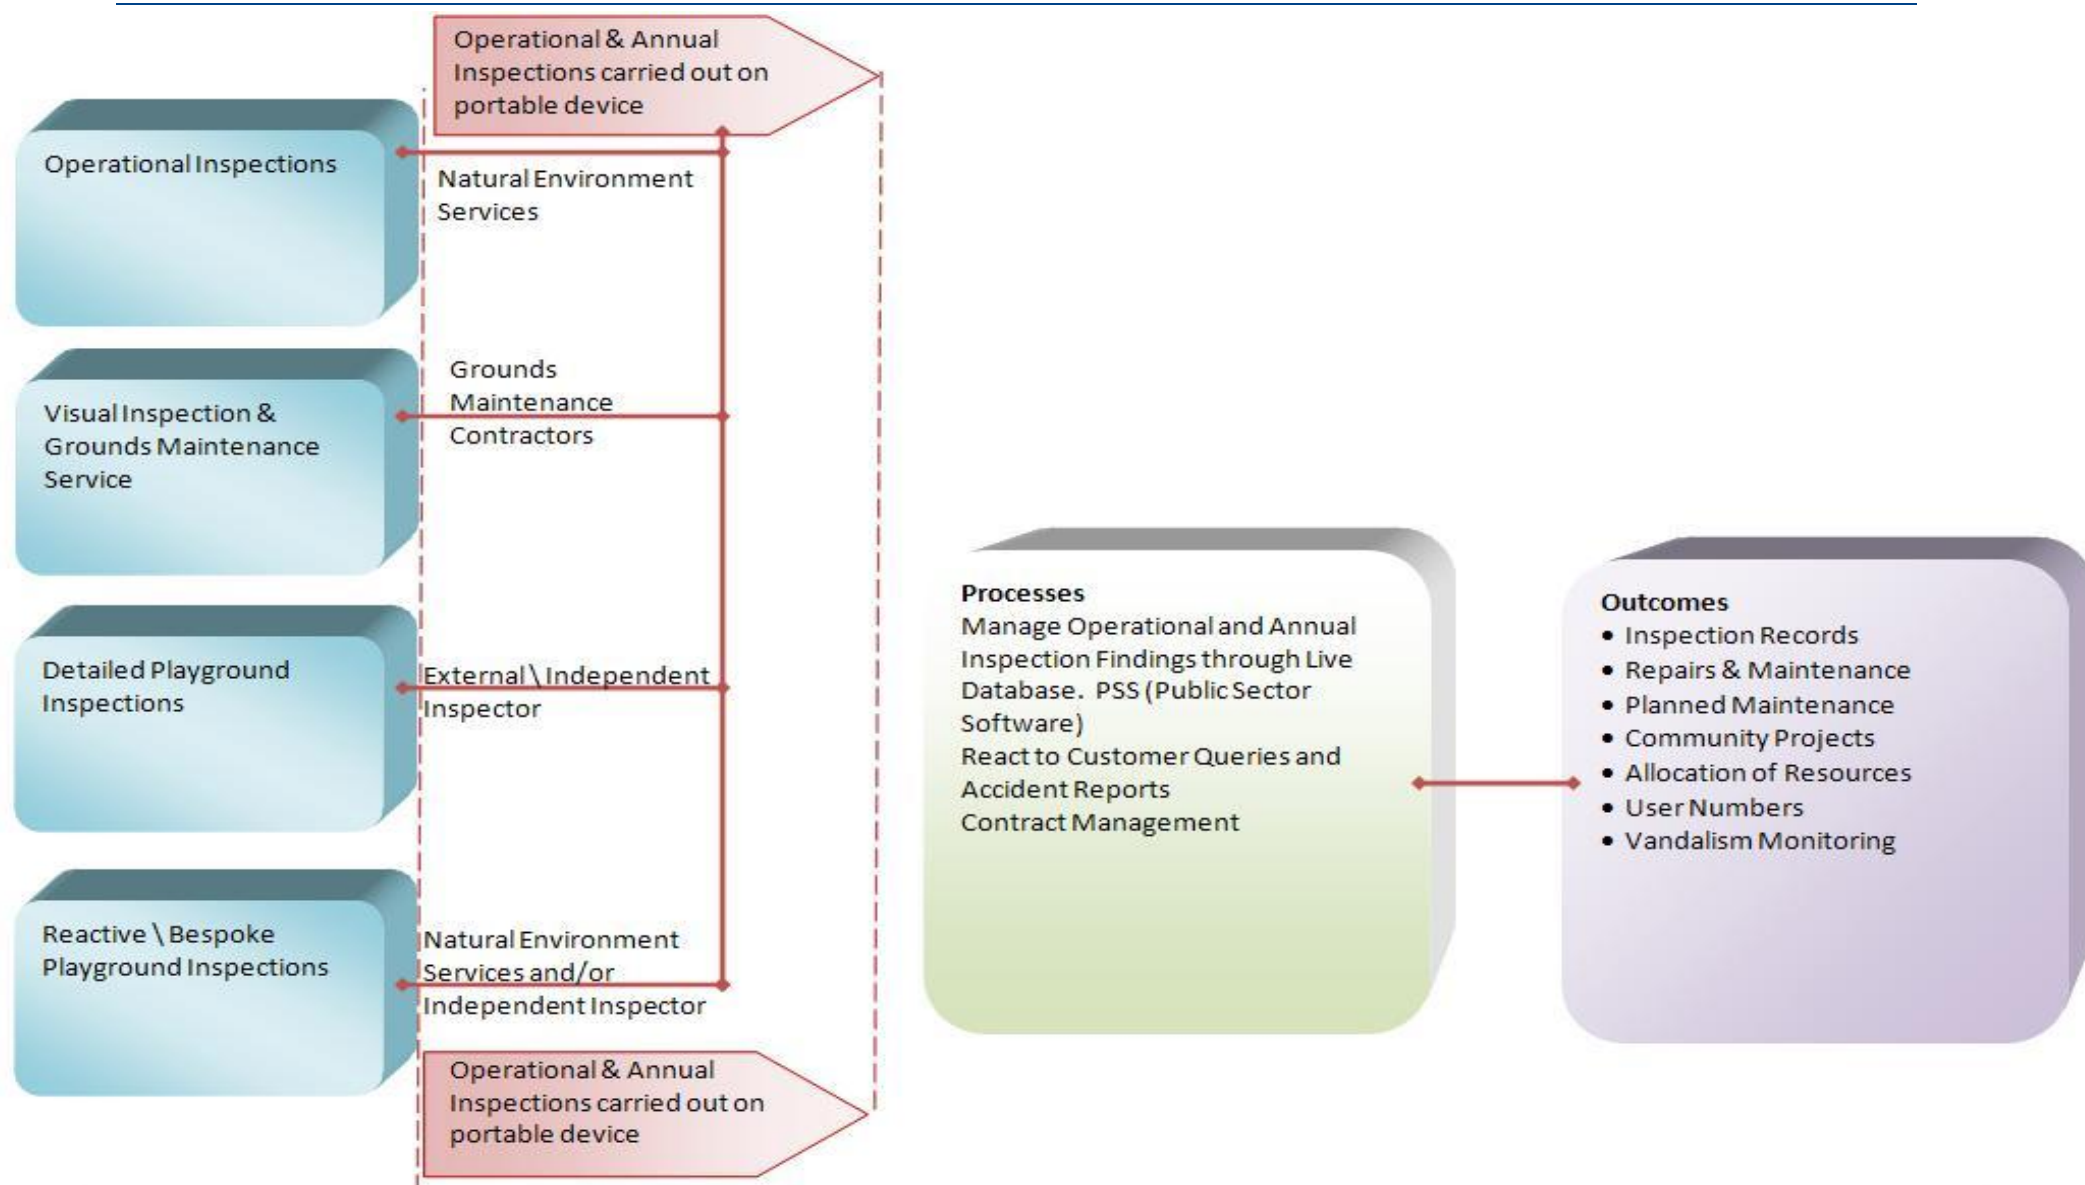 Operational & Annual
Inspections carried out on
portable device
Operational Inspections
Natural Environment
Services
Visual Inspection &
Grounds Maintenance
Service
Grounds
Maintenance
Contractors
Detailed Playground
Inspections
External \ Independent
Inspector
Reactive \ Bespoke
Playground Inspections
Natural Environment
Services and/or
Independent Inspector
Operational & Annual
Inspections carried out on
portable device
Processes
Manage Operational and Annual
Inspection Findings through Live
Database. PSS (Public Sector
Software)
React to Customer Queries and
Accident Reports
Contract Management
Outcomes
• Inspection Records
• Repairs & Maintenance
• Planned Maintenance
• Community Projects
• Allocation of Resources
• User Numbers
• Vandalism Monitoring